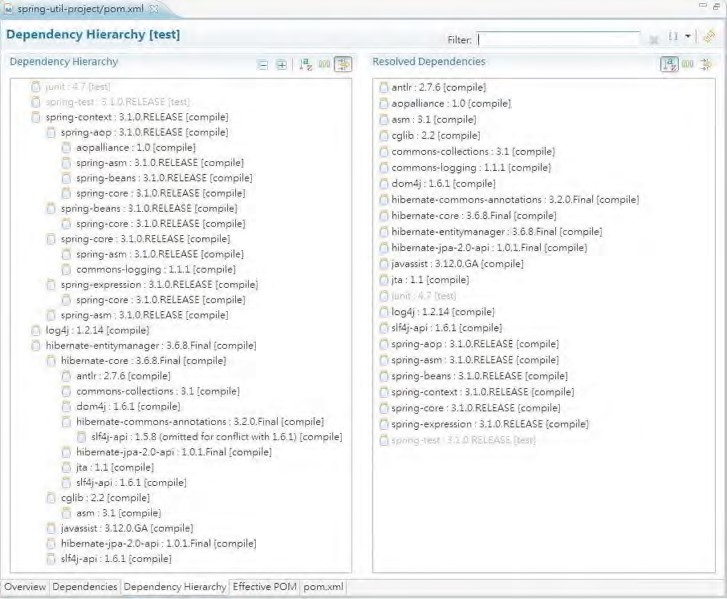 spring-util-project/pom.xml
Dependency Hierarchy [test]
Filter:
Dependency Hierarchy
junit : 4.7 [test]
spring-test : 3.1.0.RELEASE [test]
spring-context : 3.1.0.RELEASE [compile]
spring-aop : 3.1.0.RELEASE [compile]
aopalliance : 1.0 [compile]
spring-asm : 3.1.0.RELEASE [compile]
spring-beans : 3.1.0.RELEASE [compile]
spring-core : 3.1.0.RELEASE [compile]
spring-beans : 3.1.0.RELEASE [compile]
spring-core : 3.1.0.RELEASE [compile]
spring-core : 3.1.0.RELEASE [compile]
spring-asm : 3.1.0.RELEASE [compile]
commons-logging : 1.1.1 [compile]
spring-expression : 3.1.0.RELEASE [compile]
spring-core : 3.1.0.RELEASE [compile]
spring-asm : 3.1.0.RELEASE [compile]
log4j : 1.2.14 [compile]
hibernate-entitymanager : 3.6.8.Final [compile]
hibernate-core : 3.6.8.Final [compile]
antlr : 2.7.6 [compile]
commons-collections : 3.1 [compile]
dom4j : 1.6.1 [compile]
hibernate-commons-annotations : 3.2.0.Final [compile]
slf4j-api : 1.5.8 (omitted for conflict with 1.6.1) [compile]
hibernate-jpa-2.0-api : 1.0.1.Final [compile]
jta : 1.1 [compile]
slf4j-api : 1.6.1 [compile]
cglib : 2.2 [compile]
asm : 3.1 [compile]
javassist : 3.12.0.GA [compile]
hibernate-jpa-2.0-api : 1.0.1.Final [compile]
slf4j-api : 1.6.1 [compile]
Resolved Dependencies
antlr : 2.7.6 [compile]
aopalliance : 1.0 [compile]
asm : 3.1 [compile]
cglib : 2.2 [compile]
commons-collections : 3.1 [compile]
commons-logging : 1.1.1 [compile]
dom4j : 1.6.1 [compile]
hibernate-commons-annotations : 3.2.0.Final [compile]
hibernate-core : 3.6.8.Final [compile]
hibernate-entitymanager : 3.6.8.Final [compile]
hibernate-jpa-2.0-api : 1.0.1.Final [compile]
javassist : 3.12.0.GA [compile]
jta : 1.1 [compile]
junit : 4.7 [test]
log4j : 1.2.14 [compile]
slf4j-api : 1.6.1 [compile]
spring-aop : 3.1.0.RELEASE [compile]
spring-asm : 3.1.0.RELEASE [compile]
spring-beans : 3.1.0.RELEASE [compile]
spring-context : 3.1.0.RELEASE [compile]
spring-core : 3.1.0.RELEASE [compile]
spring-expression : 3.1.0.RELEASE [compile]
spring-test : 3.1.0.RELEASE [test]
Overview Dependencies Dependency Hierarchy Effective POM pom.xml